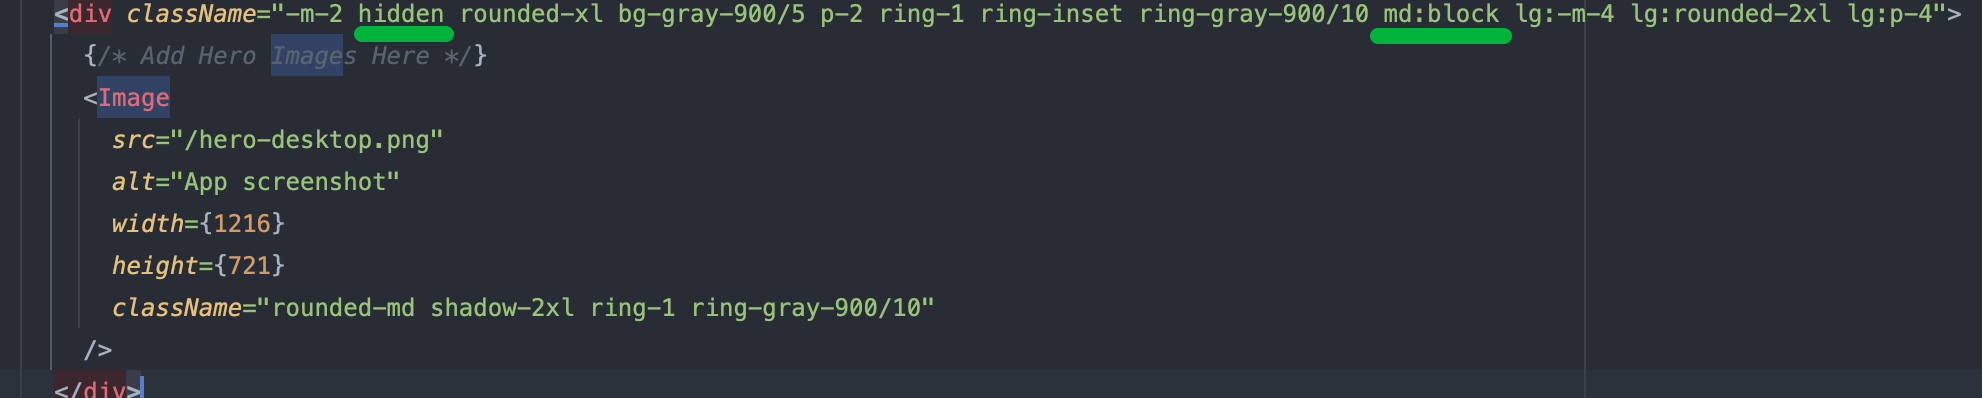 <div className="-m-2 hidden rounded-xl bg-gray-900/5 p-2 ring-1 ring-inset ring-gray-900/10 md:block lg:-m-4 lg:rounded-2xl lg:p-4">
{/* Add Hero Images Here */}
<Image
src="/hero-desktop.png"
alt="App screenshot"
width={1216}
height={721}
className="rounded-md shadow-2xl ring-1 ring-gray-900/10"
/>
</div>